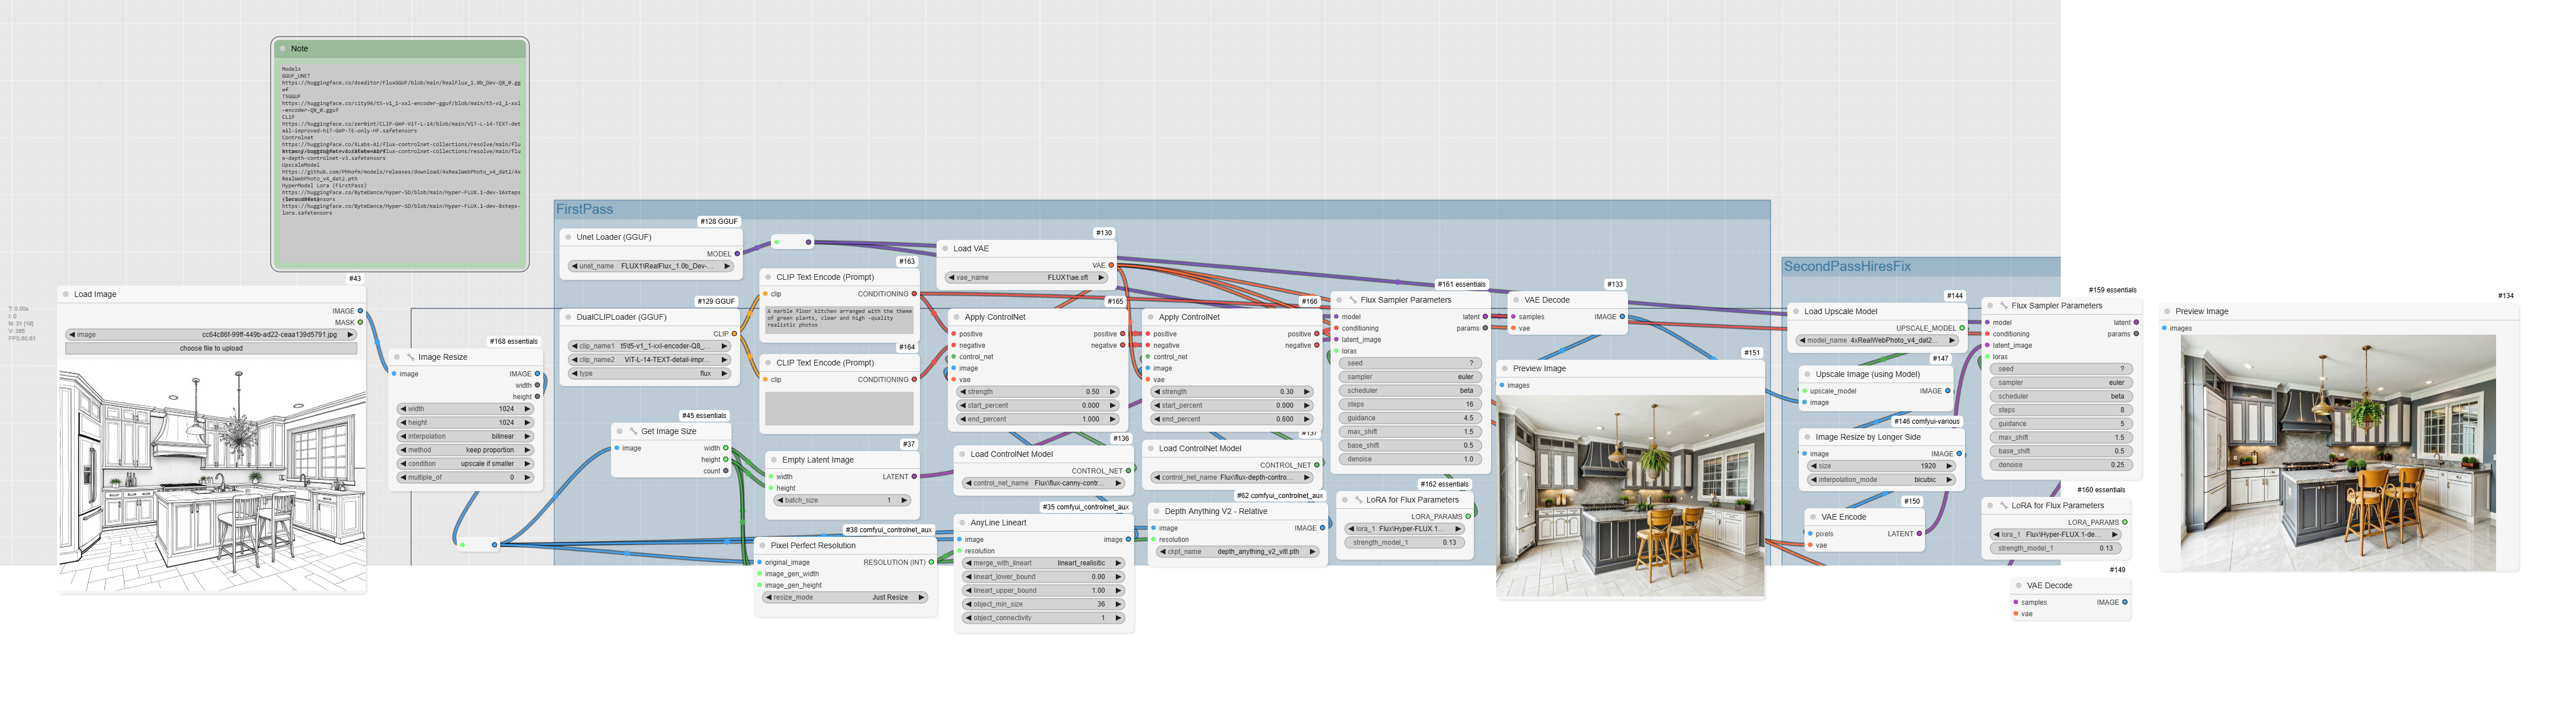 Note
Models
GGUF_UNET
https://huggingface.co/dseditor/FluxGGUF/blob/main/RealFlux_1.0b_Dev-Q8_0.gg
uf
T5GGUF
https://huggingface.co/city96/t5-v1_1-xxl-encoder-gguf/blob/main/t5-v1_1-xxl
-encoder-Q8_0.gguf
CLIP
https://huggingface.co/zer0int/CLIP-GmP-ViT-L-14/blob/main/ViT-L-14-TEXT-det
ail-improved-hiT-GmP-TE-only-HF.safetensors
Controlnet
https://huggingface.co/XLabs-AI/flux-controlnet-collections/resolve/main/flu
x-depth-controlnet-v3.safetensors
UpscaleModel
https://github.com/Phhofm/models/releases/download/4xRealWebPhoto_v4_dat2/4x
RealWebPhoto_v4_dat2.pth
HyperModel Lora (FirstPass)
https://huggingface.co/ByteDance/Hyper-SD/blob/main/Hyper-FLUX.1-dev-16steps
https://huggingface.co/ByteDance/Hyper-SD/blob/main/Hyper-FLUX.1-dev-8steps-
lora.safetensors
T: 0.00s
I: 0
N: 31 [18]
V: 366
FPS:60.61
#43
Load Image
IMAGE
MASK
image cc64c86f-99ff-449b-ad22-ceaa139d5791.jpg
choose file to upload
#168 essentials
Image Resize
image IMAGE
width
height
width 1024
height 1024
interpolation bilinear
method keep proportion
condition upscale if smaller
multiple_of 0
FirstPass
#128 GGUF
Unet Loader (GGUF)
MODEL
unet_name FLUX1\RealFlux_1.0b_Dev-...
#129 GGUF
DualCLIPLoader (GGUF)
CLIP
clip_name1 t5\t5-v1_1-xxl-encoder-Q8_...
clip_name2 ViT-L-14-TEXT-detail-impr...
type flux
#45 essentials
Get Image Size
image width
height
count
#163
CLIP Text Encode (Prompt)
clip CONDITIONING
A marble floor kitchen arranged with the theme
of green plants, clear and high -quality
realistic photos
#164
CLIP Text Encode (Prompt)
clip CONDITIONING
#37
Empty Latent Image
width LATENT
height
batch_size 1
#38 comfyui_controlnet_aux
Pixel Perfect Resolution
original_image RESOLUTION (INT)
image_gen_width
image_gen_height
resize_mode Just Resize
#130
Load VAE
VAE
vae_name FLUX1\ae.sft
#165
Apply ControlNet
positive positive
negative negative
control_net
image
vae
strength 0.50
start_percent 0.000
end_percent 1.000
#136
Load ControlNet Model
CONTROL_NET
control_net_name Flux\flux-canny-contr...
#35 comfyui_controlnet_aux
AnyLine Lineart
image image
resolution
merge_with_lineart lineart_realisitic
lineart_lower_bound 0.00
lineart_upper_bound 1.00
object_min_size 36
object_connectivity 1
#166
Apply ControlNet
positive positive
negative negative
control_net
image
vae
strength 0.30
start_percent 0.000
end_percent 0.600
#137
Load ControlNet Model
CONTROL_NET
control_net_name Flux\flux-depth-contro...
#62 comfyui_controlnet_aux
Depth Anything V2 - Relative
image IMAGE
resolution
ckpt_name depth_anything_v2_vitl.pth
#161 essentials
Flux Sampler Parameters
model latent
conditioning params
latent_image
loras
seed ?
sampler euler
scheduler beta
steps 16
guidance 4.5
max_shift 1.5
base_shift 0.5
denoise 1.0
#162 essentials
LoRA for Flux Parameters
LORA_PARAMS
lora_1 Flux\Hyper-FLUX.1...
strength_model_1 0.13
#133
VAE Decode
samples IMAGE
vae
#151
Preview Image
images
SecondPassHiresFix
#144
Load Upscale Model
UPSCALE_MODEL
model_name 4xRealWebPhoto_v4_dat2...
#147
Upscale Image (using Model)
upscale_model IMAGE
image
#146 comfyui-various
Image Resize by Longer Side
image IMAGE
size 1920
interpolation_mode bicubic
#150
VAE Encode
pixels LATENT
vae
#159 essentials
Flux Sampler Parameters
model latent
conditioning params
latent_image
loras
seed ?
sampler euler
scheduler beta
steps 8
guidance 5
max_shift 1.5
base_shift 0.5
denoise 0.25
#160 essentials
LoRA for Flux Parameters
LORA_PARAMS
lora_1 Flux\Hyper-FLUX.1-de...
strength_model_1 0.13
#149
VAE Decode
samples IMAGE
vae
#134
Preview Image
images